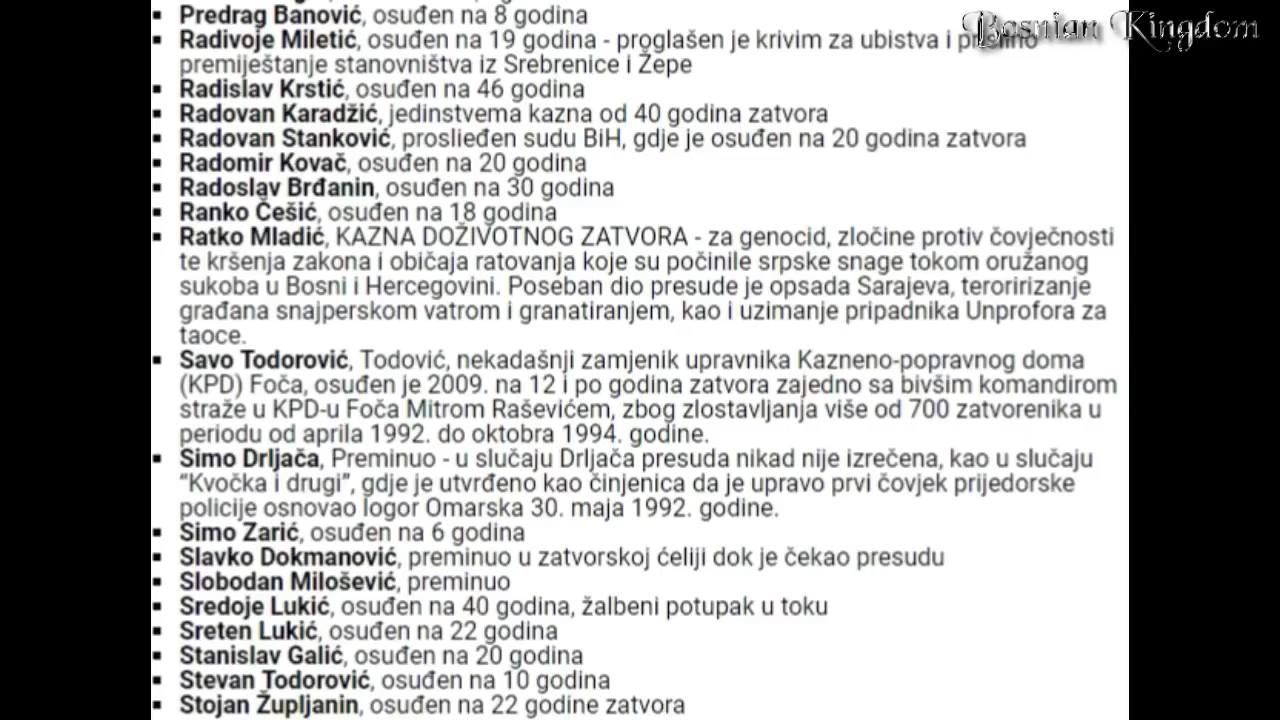 Bosnian Kingdom
Predrag Banović, osuđen na 8 godina
Radivoje Miletić, osuđen na 19 godina - proglašen je krivim za ubistva i
premiještanje stanovništva iz Srebrenice i Žepe
Radislav Krstić, osuđen na 46 godina
Radovan Karadžić, jedinstvema kazna od 40 godina zatvora
Radovan Stanković, proslieđen sudu BiH, gdje je osuđen na 20 godina zatvora
Radomir Kovač, osuđen na 20 godina
Radoslav Brđanin, osuđen na 30 godina
Ranko Češić, osuđen na 18 godina
Ratko Mladić, KAZNA DOŽIVOTNOG ZATVORA - za genocid, zločine protiv čovječnosti
te kršenja zakona i običaja ratovanja koje su počinile srpske snage tokom oružanog
sukoba u Bosni i Hercegovini. Poseban dio presude je opsada Sarajeva, teroririzanje
građana snajperskom vatrom i granatiranjem, kao i uzimanje pripadnika Unprofora za
taoce.
Savo Todorović, Todović, nekadašnji zamjenik upravnika Kazneno-popravnog doma
(KPD) Foča, osuđen je 2009. na 12 i po godina zatvora zajedno sa bivšim komandirom
straže u KPD-u Foča Mitrom Raševićem, zbog zlostavljanja više od 700 zatvorenika u
periodu od aprila 1992. do oktobra 1994. godine.
Simo Drljača, Preminuo - u slučaju Drljača presuda nikad nije izrečena, kao u slučaju
“Kvočka i drugi”, gdje je utvrđeno kao činjenica da je upravo prvi čovjek prijedorske
policije osnovao logor Omarska 30. maja 1992. godine.
Simo Zarić, osuđen na 6 godina
Slavko Dokmanović, preminuo u zatvorskoj ćeliji dok je čekao presudu
Slobodan Milošević, preminuo
Sredoje Lukić, osuđen na 40 godina, žalbeni potupak u toku
Sreten Lukić, osuđen na 22 godina
Stanislav Galić, osuđen na 20 godina
Stevan Todorović, osuđen na 10 godina
Stojan Župljanin, osuđen na 22 godine zatvora